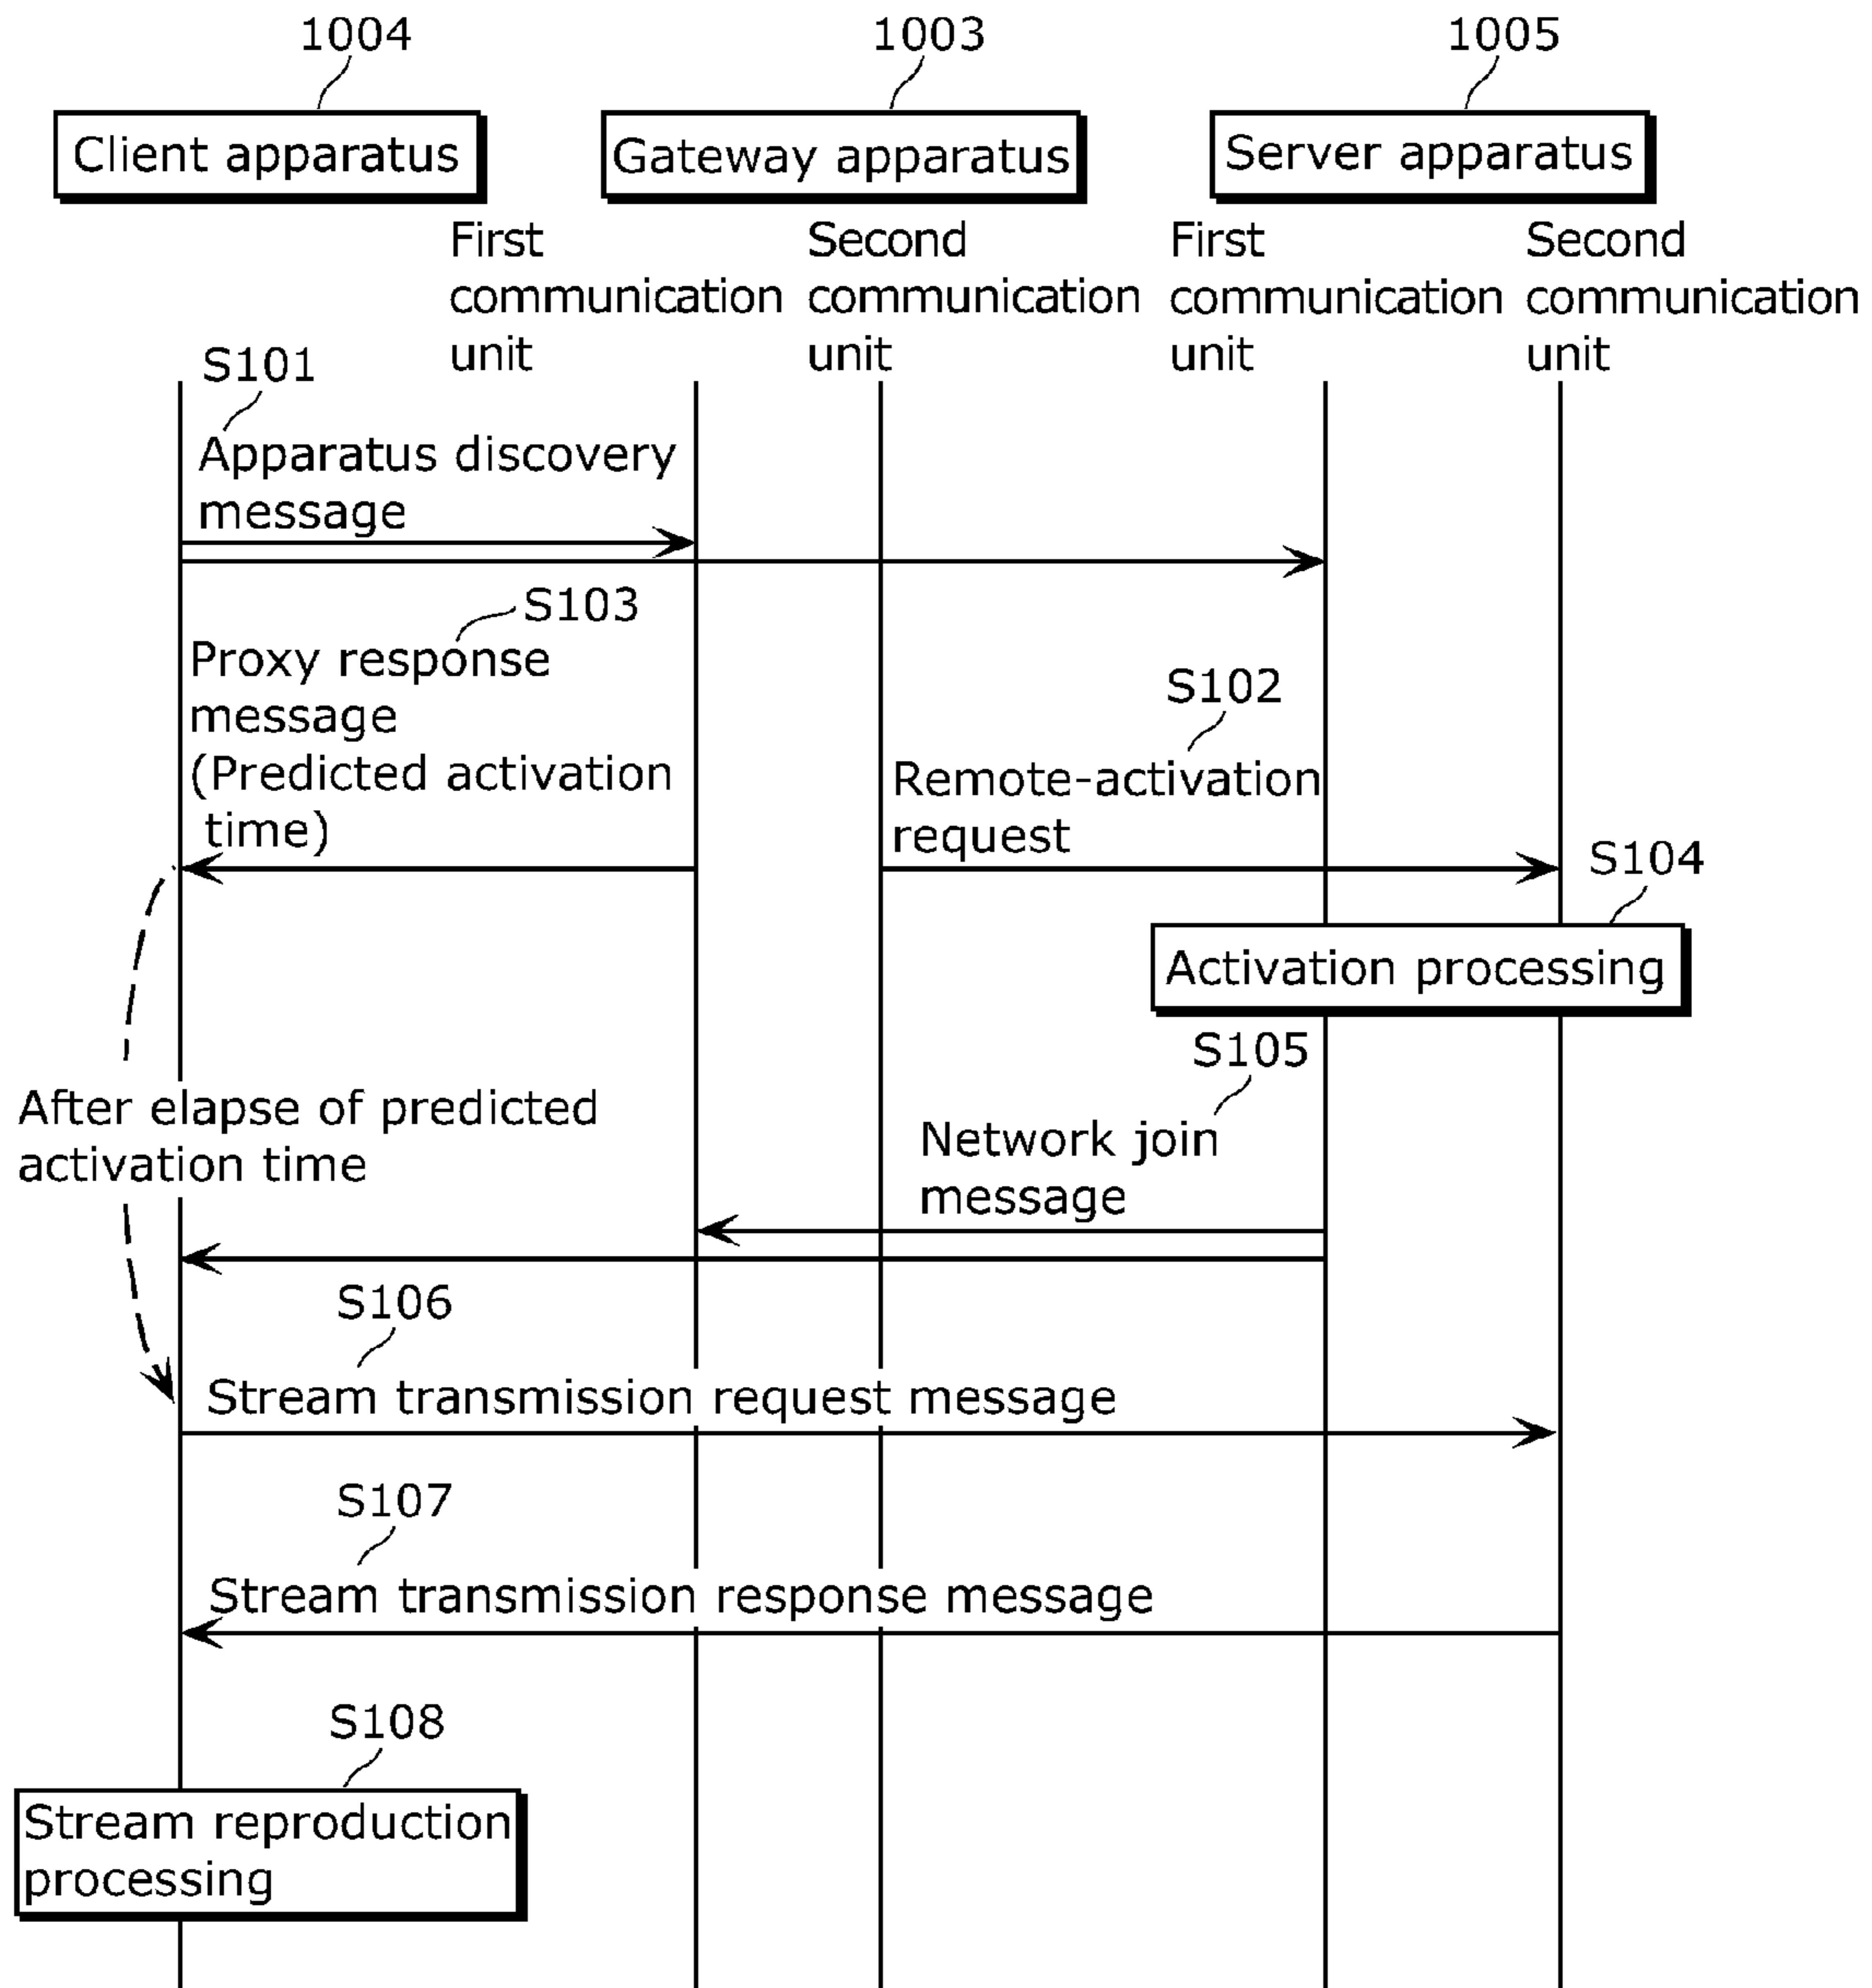 1004
1003
1005
Client apparatus
Gateway apparatus
Server apparatus
First
communication
unit
Second
communication
unit
First
communication
unit
Second
communication
unit
S101
Apparatus discovery
message
S103
Proxy response
message
(Predicted activation
time)
S102
Remote-activation
request
S104
Activation processing
S105
After elapse of predicted
activation time
Network join
message
S106
Stream transmission request message
S107
Stream transmission response message
S108
Stream reproduction
processing